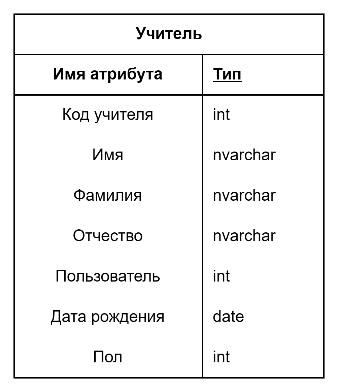 Учитель
Имя атрибута Тип
Код учителя int
Имя nvarchar
Фамилия nvarchar
Отчество nvarchar
Пользователь int
Дата рождения date
Пол int